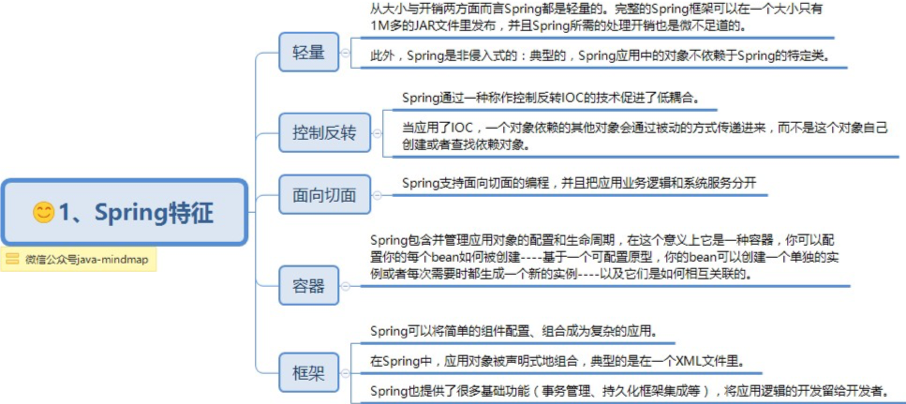 从大小与开销两方面而言Spring都是轻量的。完整的Spring框架可以在一个大小只有
1M多的JAR文件里发布，并且Spring所需的处理开销也是微不足道的。
轻量
此外，Spring是非侵入式的：典型的，Spring应用中的对象不依赖于Spring的特定类。
Spring通过一种称作控制反转IOC的技术促进了低耦合。
控制反转
当应用了IOC，一个对象依赖的其他对象会通过被动的方式传递进来，而不是这个对象自己
创建或者查找依赖对象。
面向切面
Spring支持面向切面的编程，并且把应用业务逻辑和系统服务分开
1、Spring特征
微信公众号java-mindmap
Spring包含并管理应用对象的配置和生命周期，在这个意义上它是一种容器，你可以配
置你的每个bean如何被创建----基于一个可配置原型，你的bean可以创建一个单独的实
例或者每次需要时都生成一个新的实例----以及它们是如何相互关联的。
容器
Spring可以将简单的组件配置、组合成为复杂的应用。
框架
在Spring中，应用对象被声明式地组合，典型的是在一个XML文件里。
Spring也提供了很多基础功能（事务管理、持久化框架集成等），将应用逻辑的开发留给开发者。